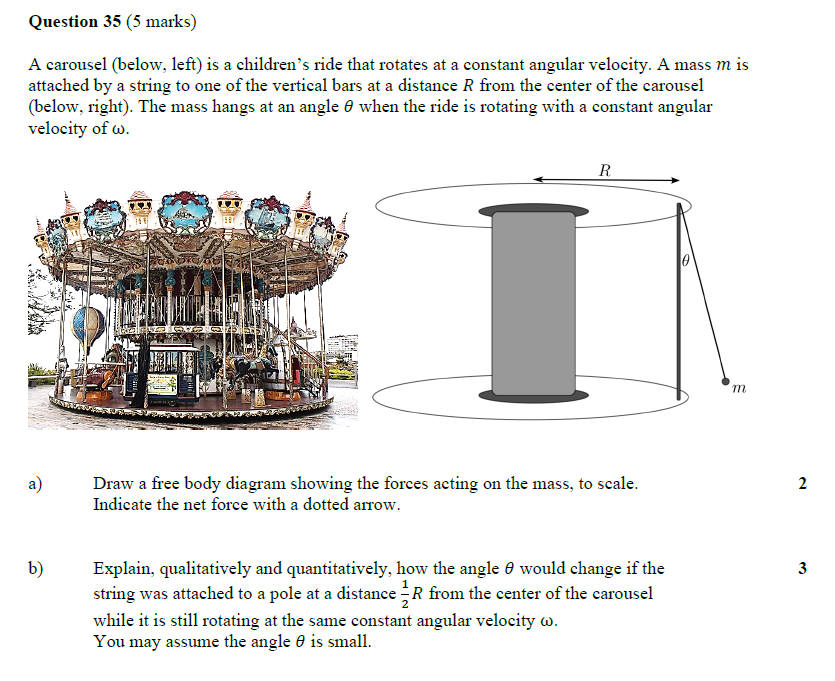 Question 35 (5 marks)
A carousel (below, left) is a children's ride that rotates at a constant angular velocity. A mass m is
attached by a string to one of the vertical bars at a distance R from the center of the carousel
(below, right). The mass hangs at an angle θ when the ride is rotating with a constant angular
velocity of ω.
R
θ
m
a) Draw a free body diagram showing the forces acting on the mass, to scale. 2
Indicate the net force with a dotted arrow.
b) Explain, qualitatively and quantitatively, how the angle θ would change if the 3
string was attached to a pole at a distance ½R from the center of the carousel
while it is still rotating at the same constant angular velocity ω.
You may assume the angle θ is small.